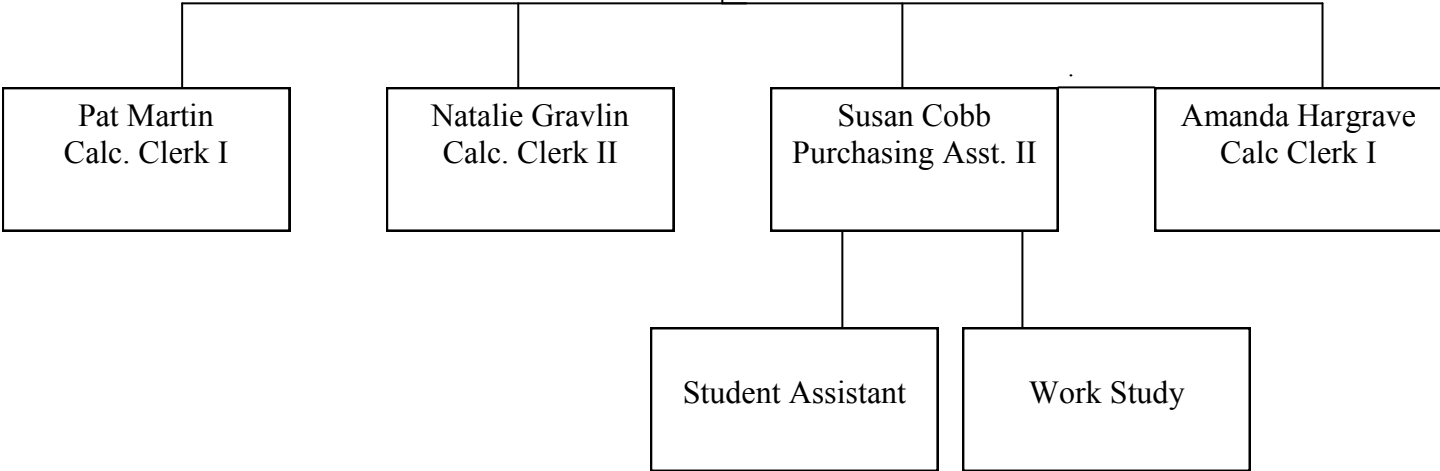 Pat Martin
Calc. Clerk I
Natalie Gravlin
Calc. Clerk II
Susan Cobb
Purchasing Asst. II
Amanda Hargrave
Calc Clerk I
Student Assistant
Work Study